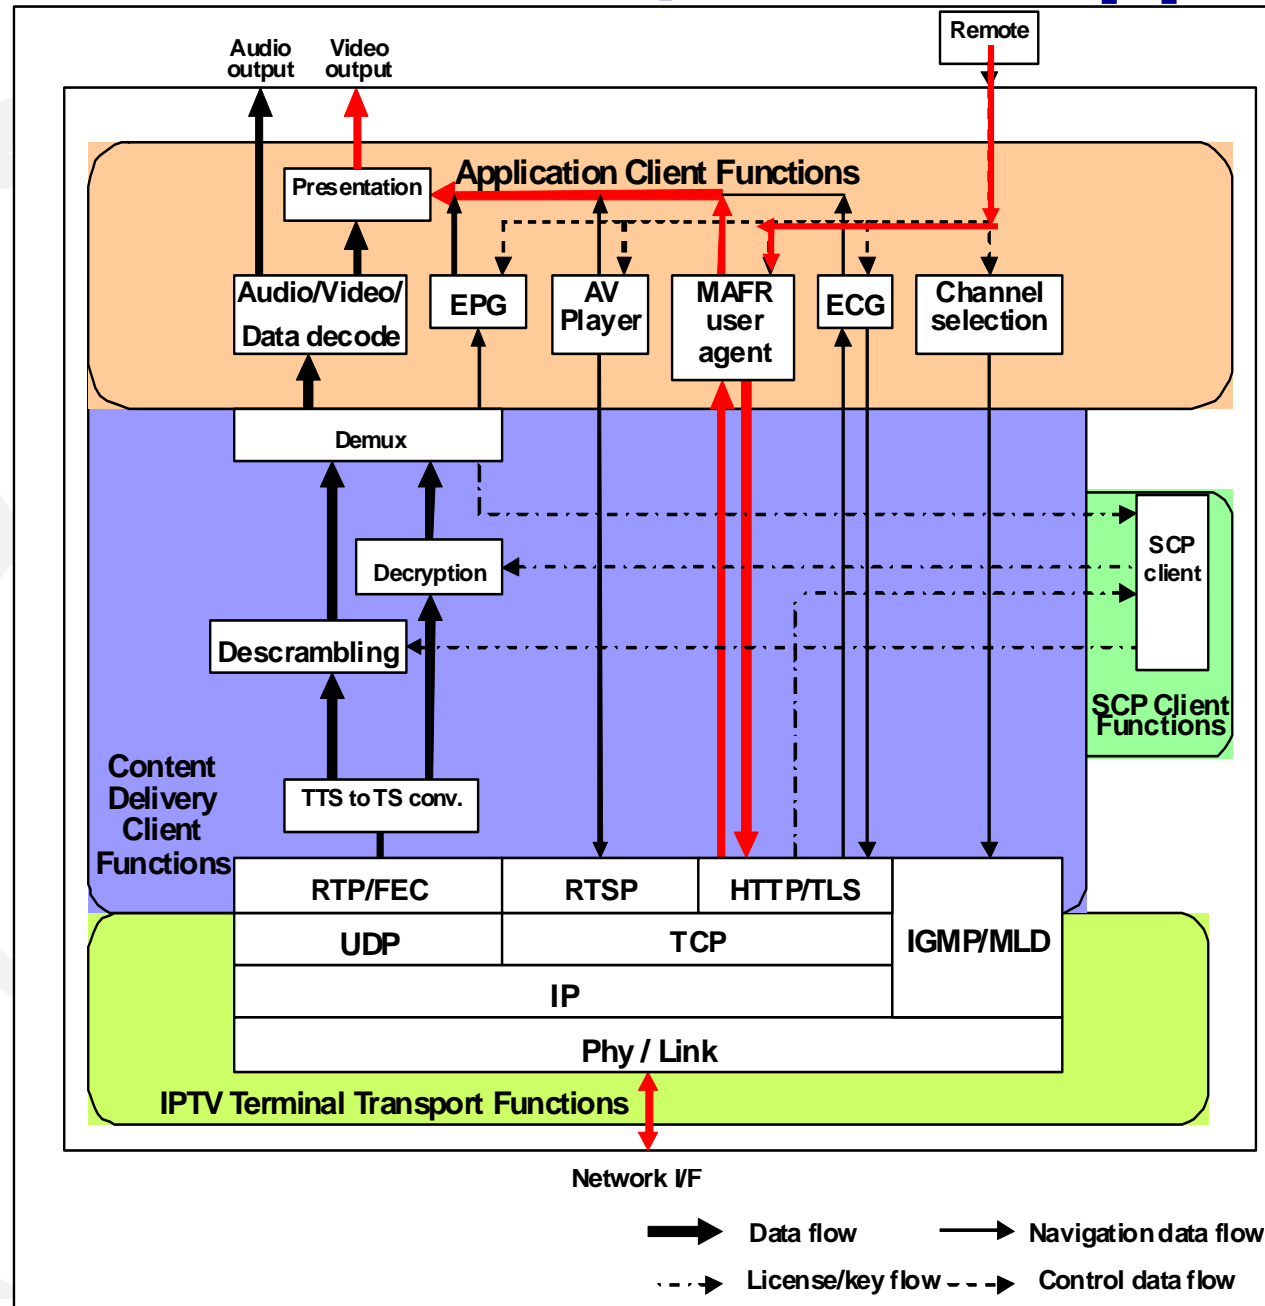 Remote
Audio
output
Video
output
Application Client Functions
Presentation
Audio/Video/
Data decode
EPG
AV
Player
MAFR
user
agent
ECG
Channel
selection
Demux
Decryption
SCP
client
Descrambling
SCP Client
Functions
Content
Delivery
Client
Functions
TTS to TS conv.
RTP/FEC
RTSP
HTTP/TLS
IGMP/MLD
UDP
TCP
IP
Phy / Link
IPTV Terminal Transport Functions
Network I/F
Data flow
Navigation data flow
License/key flow
Control data flow